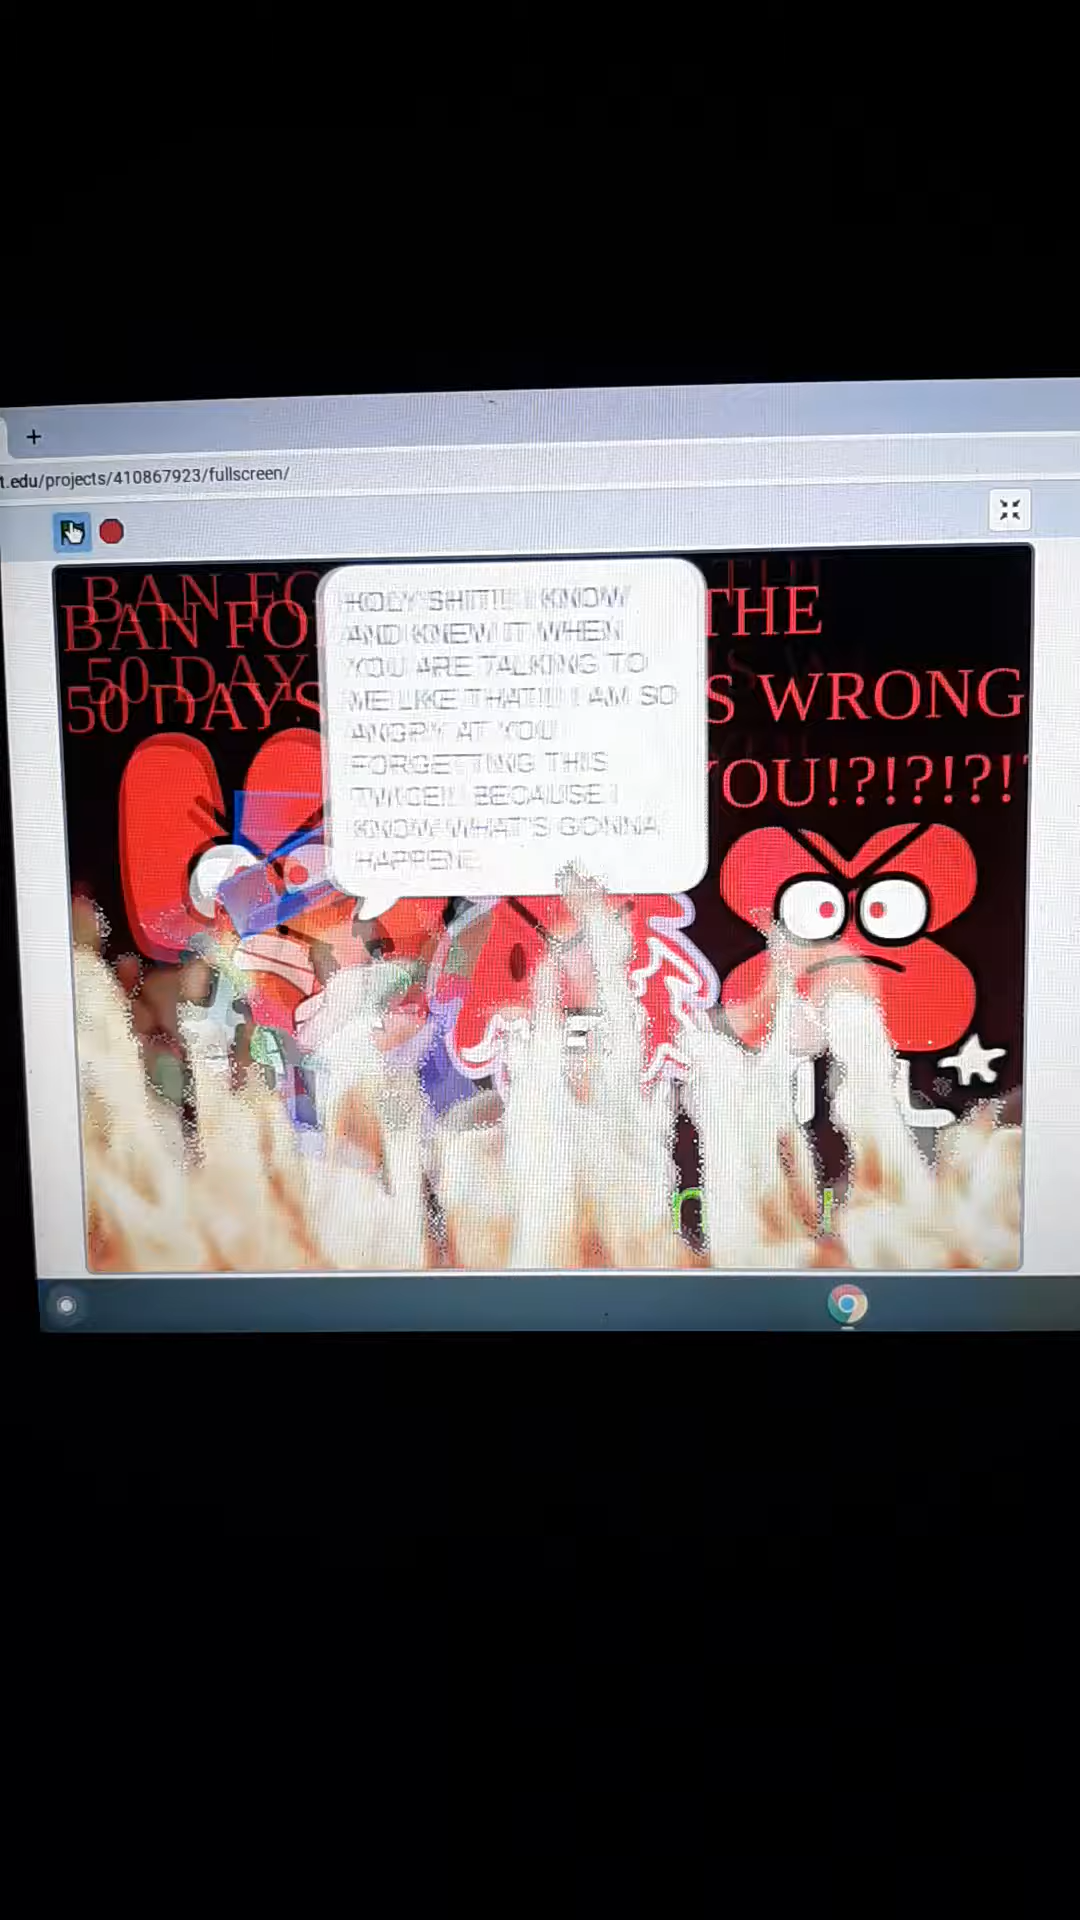 t.edu/projects/410867923/fullscreen/
BAN FO
50 DAYS
THE
S WRONG
YOU!?!?!?!
HOLY SHIT!!! I KNOW
AND KNEW IT WHEN
YOU ARE TALKING TO
ME LIKE THAT!!! I AM SO
ANGRY AT YOU
FORGETTING THIS
TWICE!! BECAUSE I
KNOW WHAT'S GONNA
HAPPEN